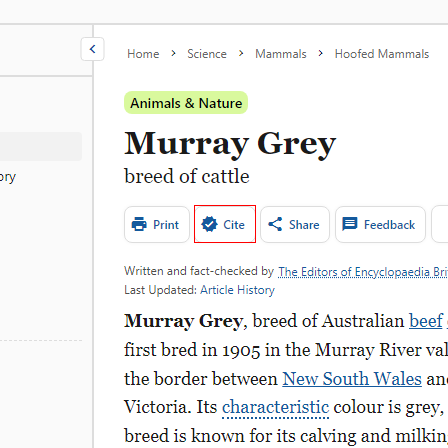 Home > Science > Mammals > Hoofed Mammals
Animals & Nature
Murray Grey
ory
breed of cattle
Print
Cite
Share
Feedback
Written and fact-checked by The Editors of Encyclopaedia Bri
Last Updated: Article History
Murray Grey, breed of Australian beef
first bred in 1905 in the Murray River val
the border between New South Wales an
Victoria. Its characteristic colour is grey,
breed is known for its calving and milkin